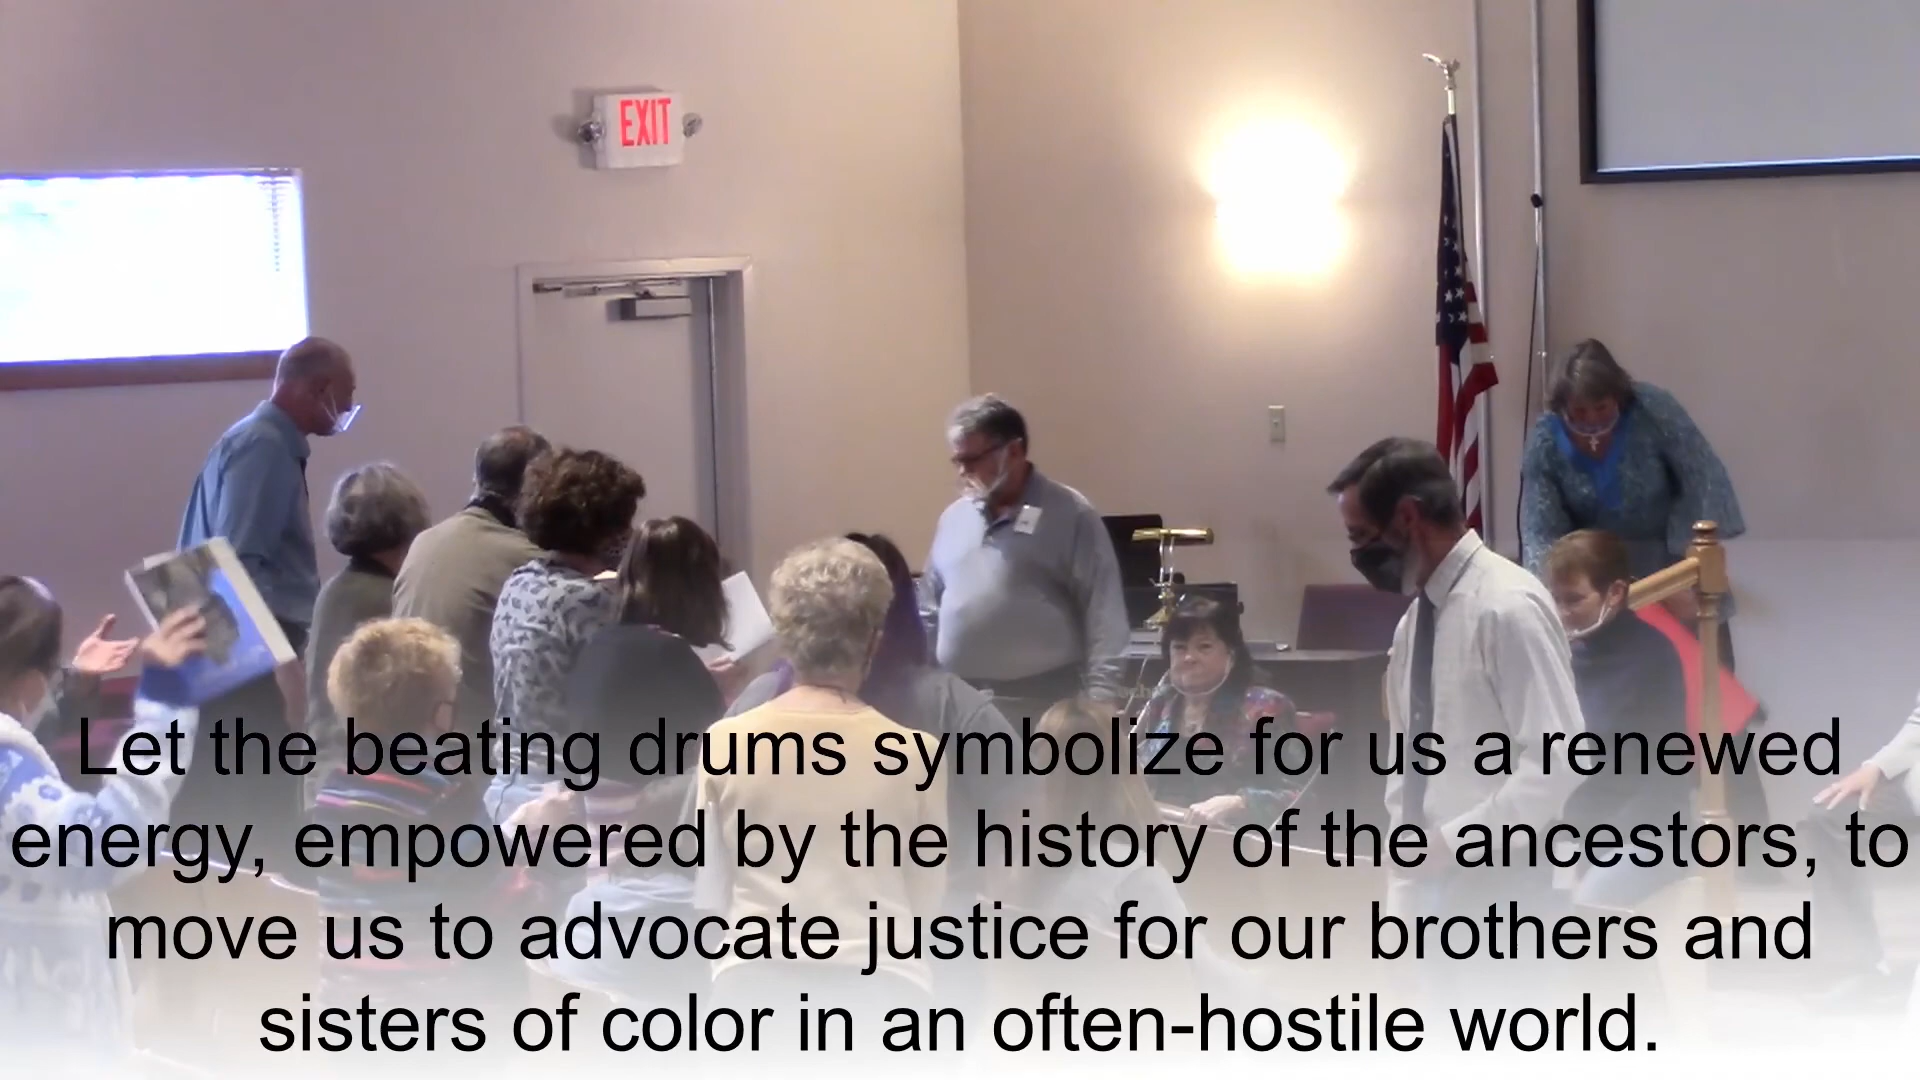 EXIT
Let the beating drums symbolize for us a renewed
energy, empowered by the history of the ancestors, to
move us to advocate justice for our brothers and
sisters of color in an often-hostile world.